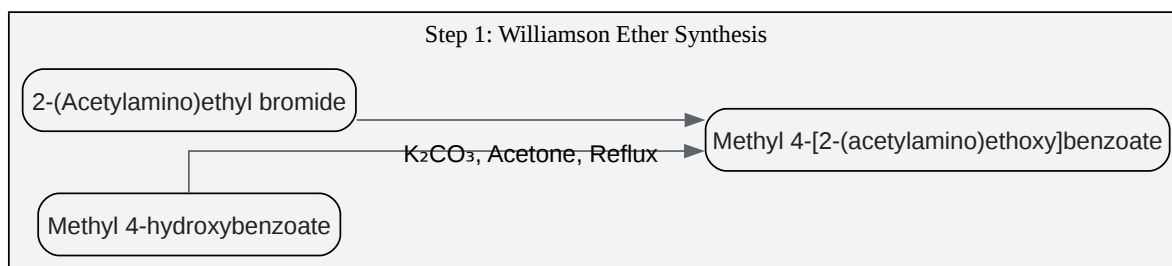 Step 1: Williamson Ether Synthesis
2-(Acetylamino)ethyl bromide
Methyl 4-[2-(acetylamino)ethoxy]benzoate
K₂CO₃, Acetone, Reflux
Methyl 4-hydroxybenzoate